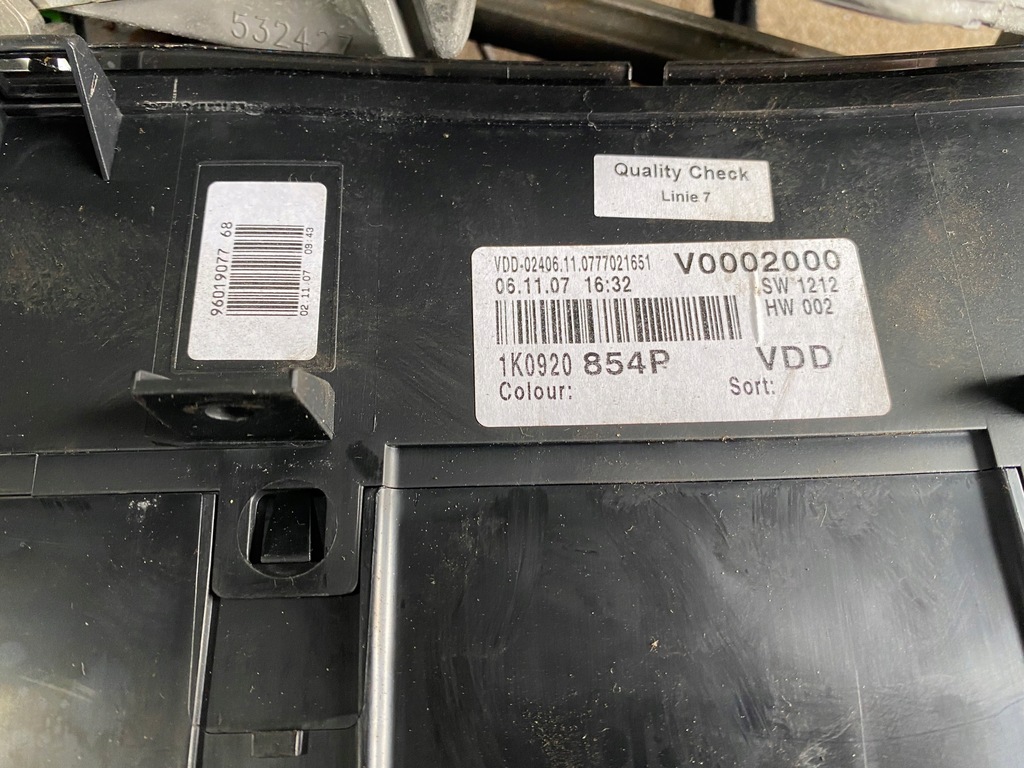 532427
Quality Check
Linie 7
96019077 68
02.11.07 09:43
VDD-02406.11.0777021651 V0002000
06.11.07 16:32 SW 1212
HW 002
1K0920 854P VDD
Colour: Sort: